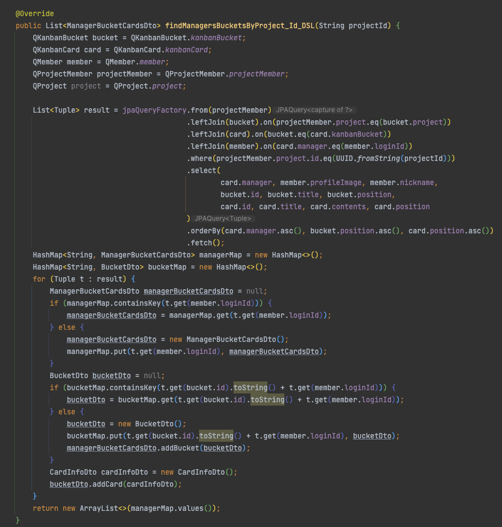 @Override
public List<ManagerBucketCardsDto> findManagersBucketsByProject_Id_DSL(String projectId) {
QKanbanBucket bucket = QKanbanBucket.kanbanBucket;
QKanbanCard card = QKanbanCard.kanbanCard;
QMember member = QMember.member;
QProjectMember projectMember = QProjectMember.projectMember;
QProject project = QProject.project;
List<Tuple> result = jpaQueryFactory.from(projectMember) JPAQuery<capture of ?>
.leftJoin(bucket).on(projectMember.project.eq(bucket.project))
.leftJoin(card).on(bucket.eq(card.kanbanBucket))
.leftJoin(member).on(card.manager.eq(member.loginId))
.where(projectMember.project.id.eq(UUID.fromString(projectId)))
.select(
card.manager, member.profileImage, member.nickname,
bucket.id, bucket.title, bucket.position,
card.id, card.title, card.contents, card.position
) JPAQuery<Tuple>
.orderBy(card.manager.asc(), bucket.position.asc(), card.position.asc())
.fetch();
HashMap<String, ManagerBucketCardsDto> managerMap = new HashMap<>();
HashMap<String, BucketDto> bucketMap = new HashMap<>();
for (Tuple t : result) {
ManagerBucketCardsDto managerBucketCardsDto = null;
if (managerMap.containsKey(t.get(member.loginId))) {
managerBucketCardsDto = managerMap.get(t.get(member.loginId));
} else {
managerBucketCardsDto = new ManagerBucketCardsDto();
managerMap.put(t.get(member.loginId), managerBucketCardsDto);
}
BucketDto bucketDto = null;
if (bucketMap.containsKey(t.get(bucket.id).toString() + t.get(member.loginId))) {
bucketDto = bucketMap.get(t.get(bucket.id).toString() + t.get(member.loginId));
} else {
bucketDto = new BucketDto();
bucketMap.put(t.get(bucket.id).toString() + t.get(member.loginId), bucketDto);
managerBucketCardsDto.addBucket(bucketDto);
}
CardInfoDto cardInfoDto = new CardInfoDto();
bucketDto.addCard(cardInfoDto);
}
return new ArrayList<>(managerMap.values());
}